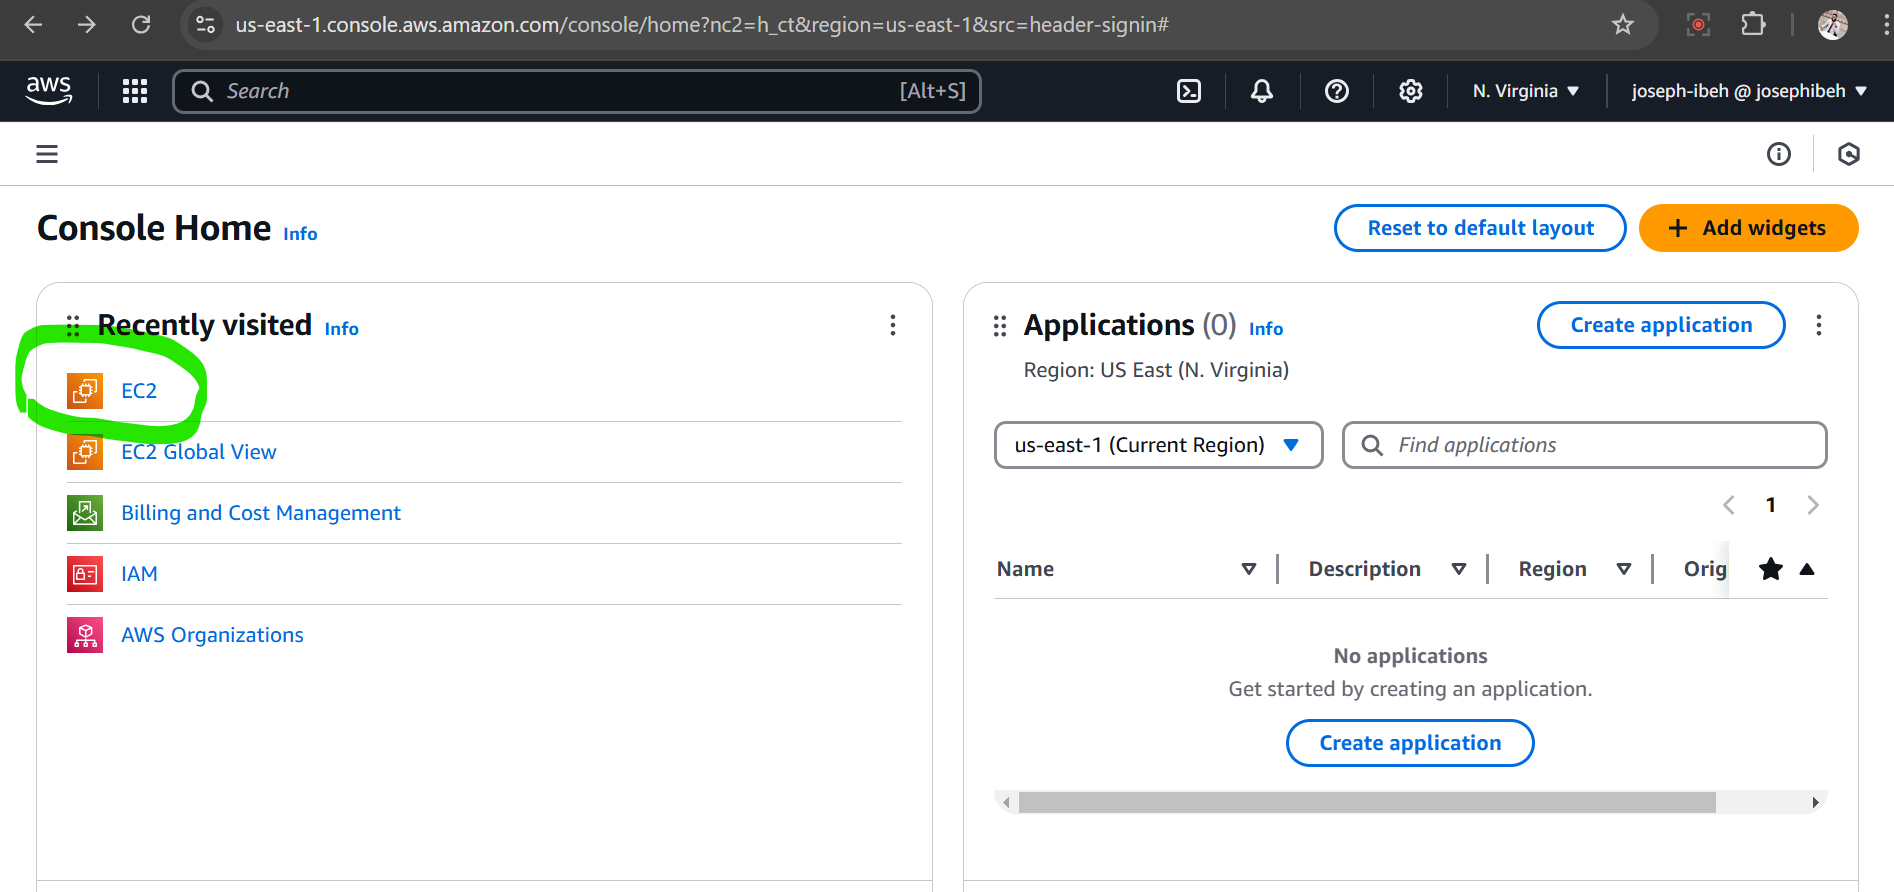 us-east-1.console.aws.amazon.com/console/home?nc2=h_ct&region=us-east-1&src=header-signin#
aws
Search
[Alt+S]
N. Virginia
joseph-ibeh @ josephibeh
Console Home Info
Reset to default layout
Add widgets
Recently visited Info
EC2
EC2 Global View
Billing and Cost Management
IAM
AWS Organizations
Applications (0) Info
Create application
Region: US East (N. Virginia)
us-east-1 (Current Region)
Find applications
1
Name Description Region Orig
No applications
Get started by creating an application.
Create application